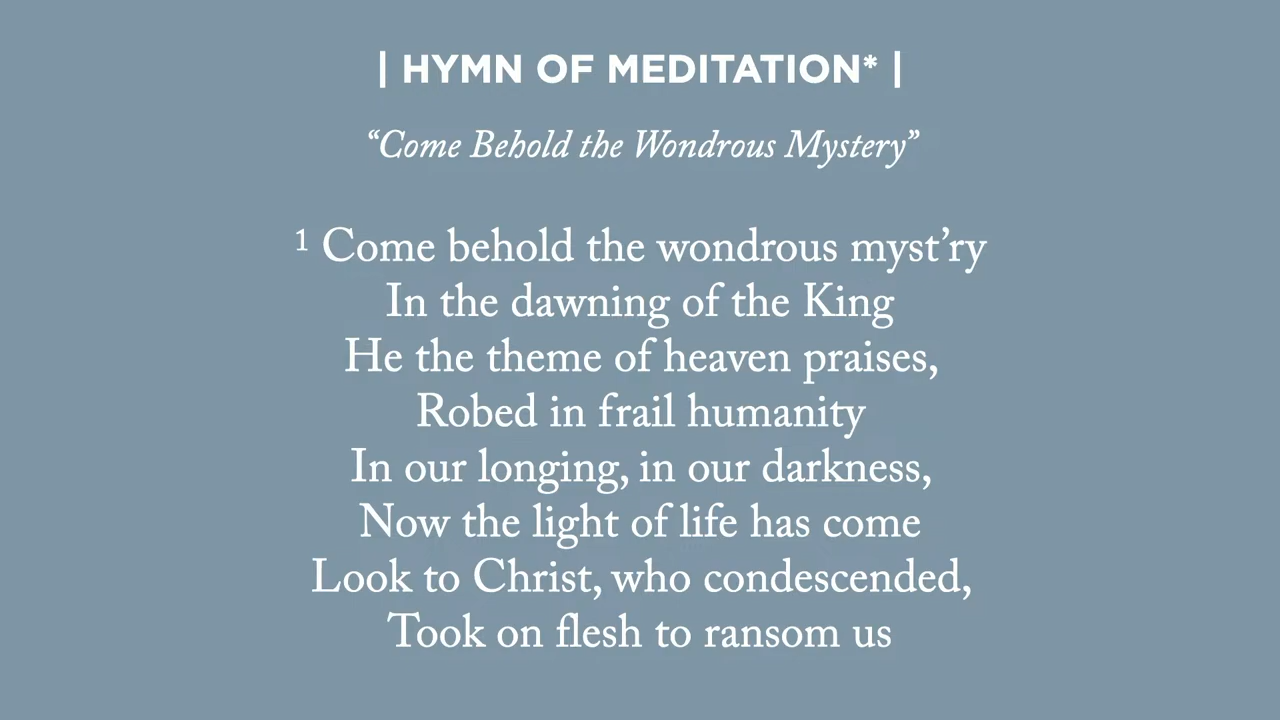 | HYMN OF MEDITATION* |
“Come Behold the Wondrous Mystery”
¹ Come behold the wondrous myst’ry
In the dawning of the King
He the theme of heaven praises,
Robed in frail humanity
In our longing, in our darkness,
Now the light of life has come
Look to Christ, who condescended,
Took on flesh to ransom us